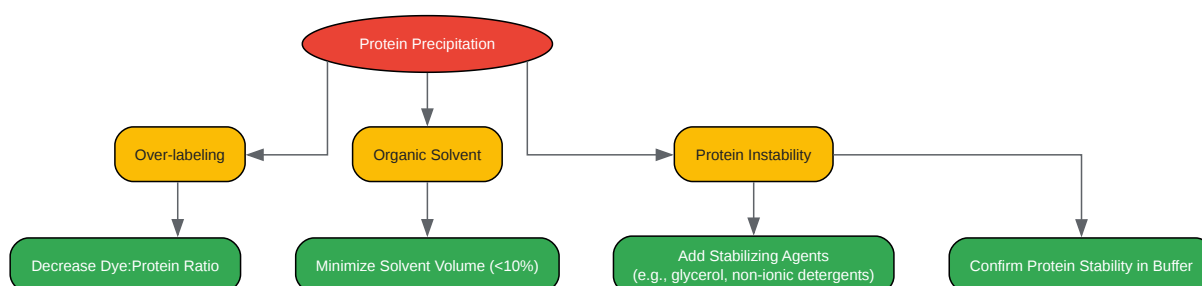 Protein Precipitation
Over-labeling
Organic Solvent
Protein Instability
Decrease Dye:Protein Ratio
Minimize Solvent Volume (<10%)
Add Stabilizing Agents
(e.g., glycerol, non-ionic detergents)
Confirm Protein Stability in Buffer